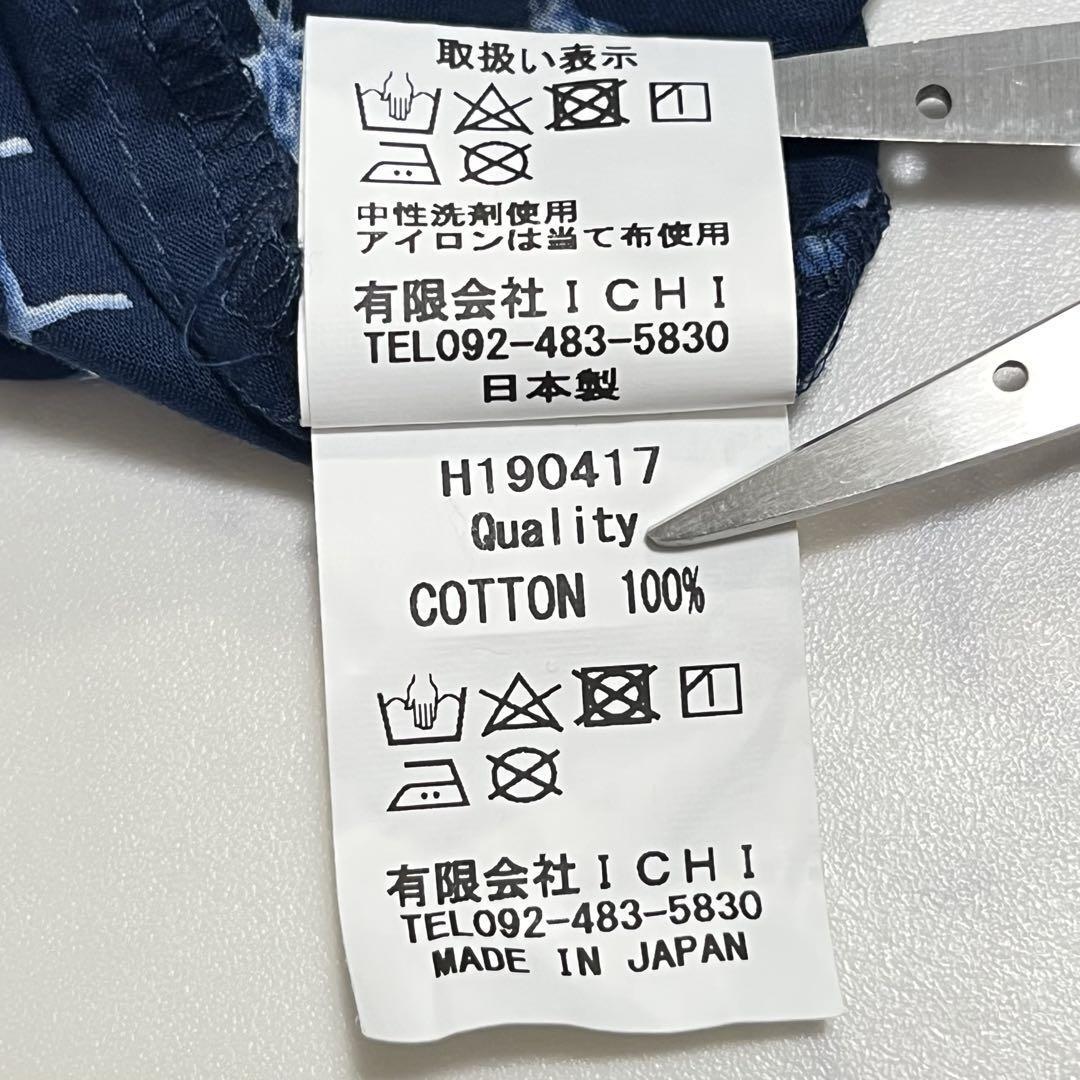 取扱い表示
中性洗剤使用
アイロンは当て布使用
有限会社ICHI
TEL092-483-5830
日本製
H190417
Quality
COTTON 100%
有限会社ICHI
TEL092-483-5830
MADE IN JAPAN